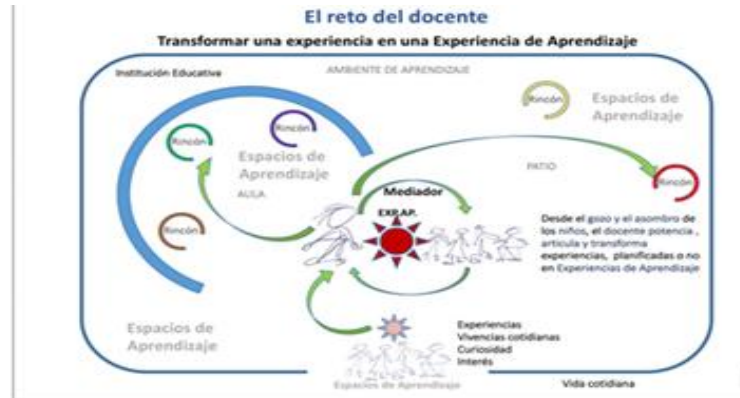 El reto del docente
Transformar una experiencia en una Experiencia de Aprendizaje
Institución Educativa
AMBIENTE DE APRENDIZAJE
Rincón
Espacios de
Aprendizaje
Rincón
Rincón
Espacios de
Aprendizaje
AULA
PATIO
Rincón
Mediador
EXP.AP.
Rincón
Desde el gozo y el asombro de
los niños, el docente potencia ,
articula y transforma
experiencias, planificadas o no
en Experiencias de Aprendizaje
Espacios de
Aprendizaje
Experiencias
Vivencias cotidianas
Curiosidad
Interés
Espacios de Aprendizaje
Vida cotidiana